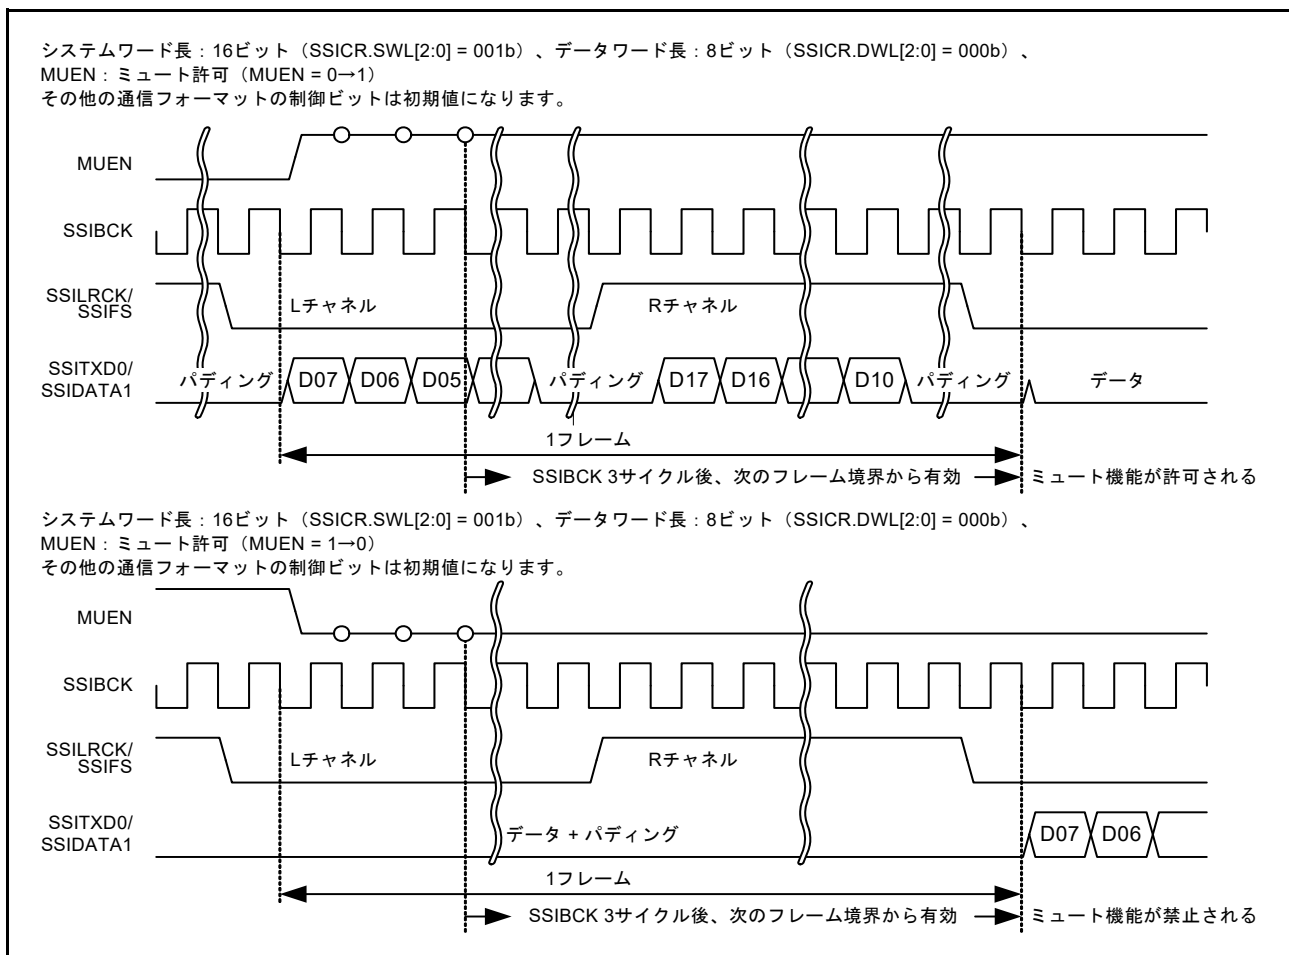 システムワード長：16ビット（SSICR.SWL[2:0] = 001b）、データワード長：8ビット（SSICR.DWL[2:0] = 000b）、
MUEN：ミュート許可（MUEN = 0→1）
その他の通信フォーマットの制御ビットは初期値になります。
MUEN
SSIBCK
SSILRCK/
SSIFS
Lチャネル
Rチャネル
SSITXD0/
SSIDATA1
パディング
D07
D06
D05
パディング
D17
D16
D10
パディング
データ
1フレーム
SSIBCK 3サイクル後、次のフレーム境界から有効
ミュート機能が許可される
システムワード長：16ビット（SSICR.SWL[2:0] = 001b）、データワード長：8ビット（SSICR.DWL[2:0] = 000b）、
MUEN：ミュート許可（MUEN = 1→0）
その他の通信フォーマットの制御ビットは初期値になります。
MUEN
SSIBCK
SSILRCK/
SSIFS
Lチャネル
Rチャネル
SSITXD0/
SSIDATA1
データ + パディング
D07
D06
1フレーム
SSIBCK 3サイクル後、次のフレーム境界から有効
ミュート機能が禁止される